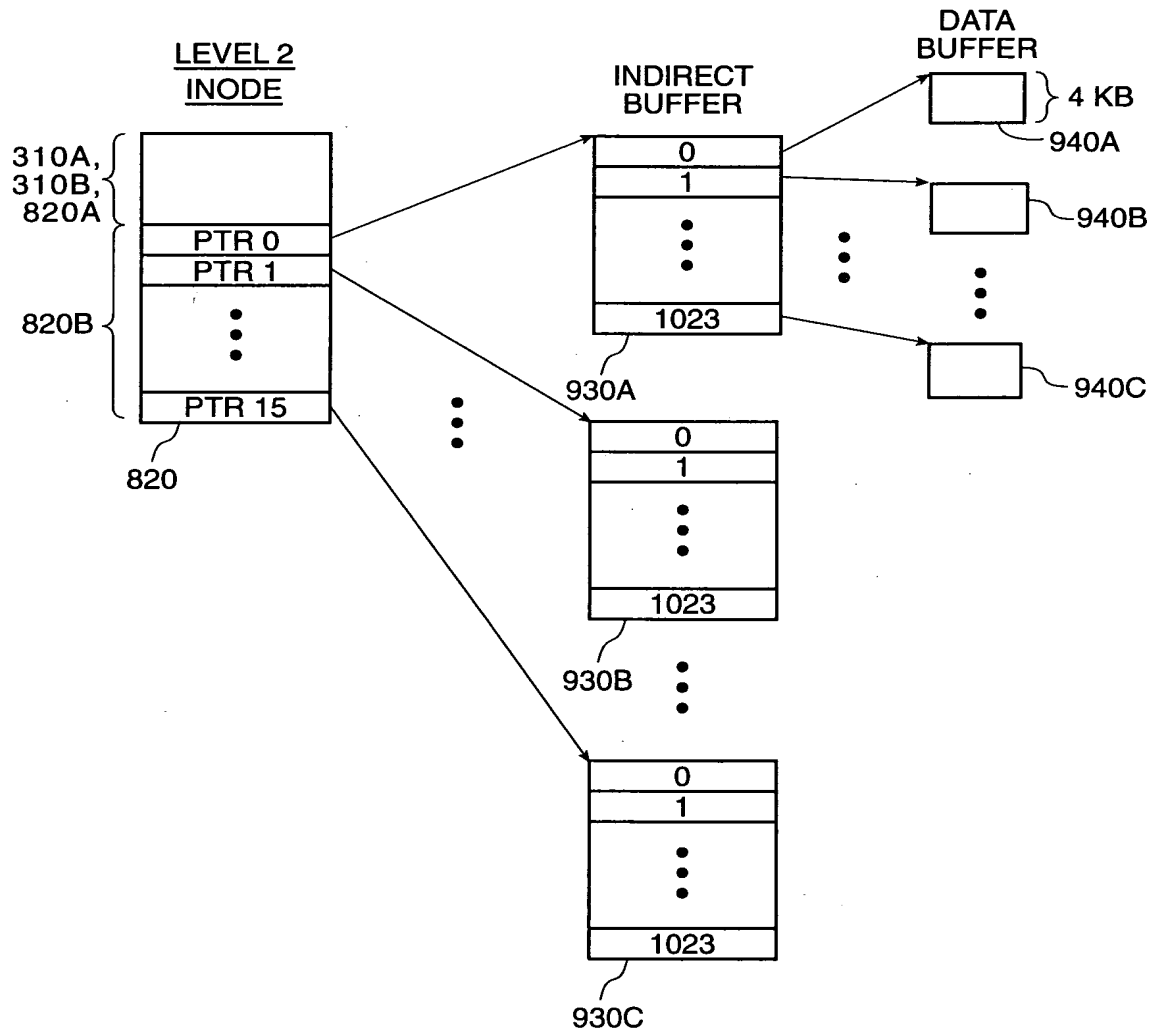 LEVEL 2
INODE
310A,
310B,
820A
820B
PTR 0
PTR 1
PTR 15
820
INDIRECT
BUFFER
0
1
1023
930A
0
1
1023
930B
0
1
1023
930C
DATA
BUFFER
4 KB
940A
940B
940C